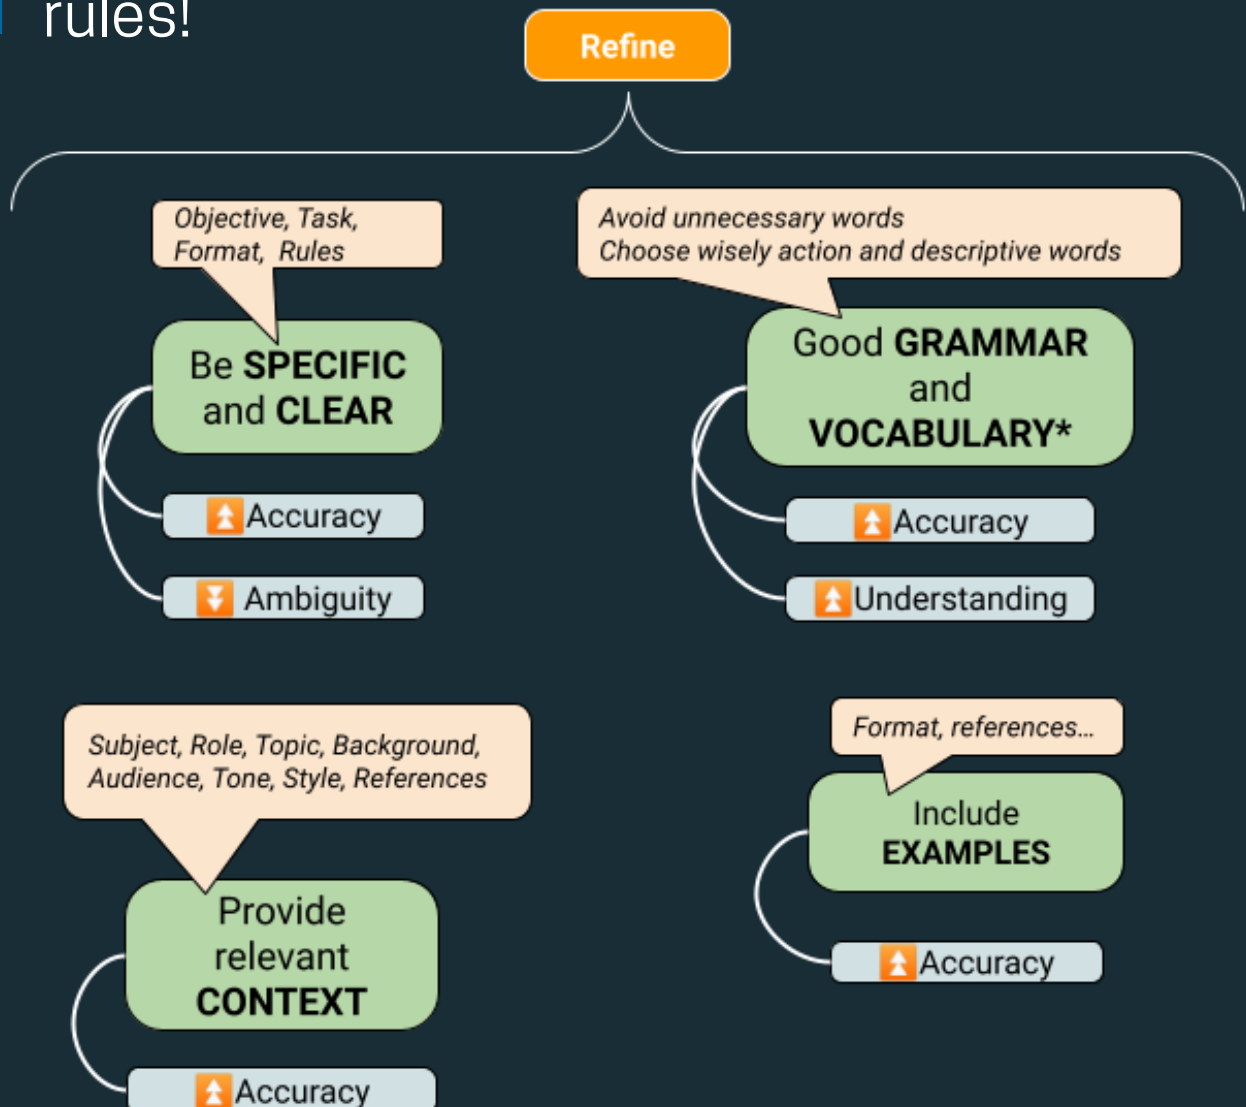 rules!
Refine
Objective, Task,
Format, Rules
Be SPECIFIC
and CLEAR
Accuracy
Ambiguity
Avoid unnecessary words
Choose wisely action and descriptive words
Good GRAMMAR
and
VOCABULARY*
Accuracy
Understanding
Subject, Role, Topic, Background,
Audience, Tone, Style, References
Provide
relevant
CONTEXT
Accuracy
Format, references...
Include
EXAMPLES
Accuracy